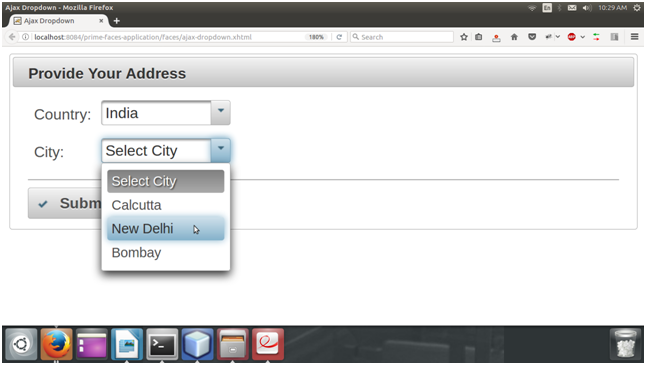 Ajax Dropdown - Mozilla Firefox
En
10:29 AM
Ajax Dropdown
localhost:8084/prime-faces-application/faces/ajax-dropdown.xhtml
180%
Search
ABP
Provide Your Address
Country:
India
City:
Select City
Select City
Calcutta
Subm
New Delhi
Bombay